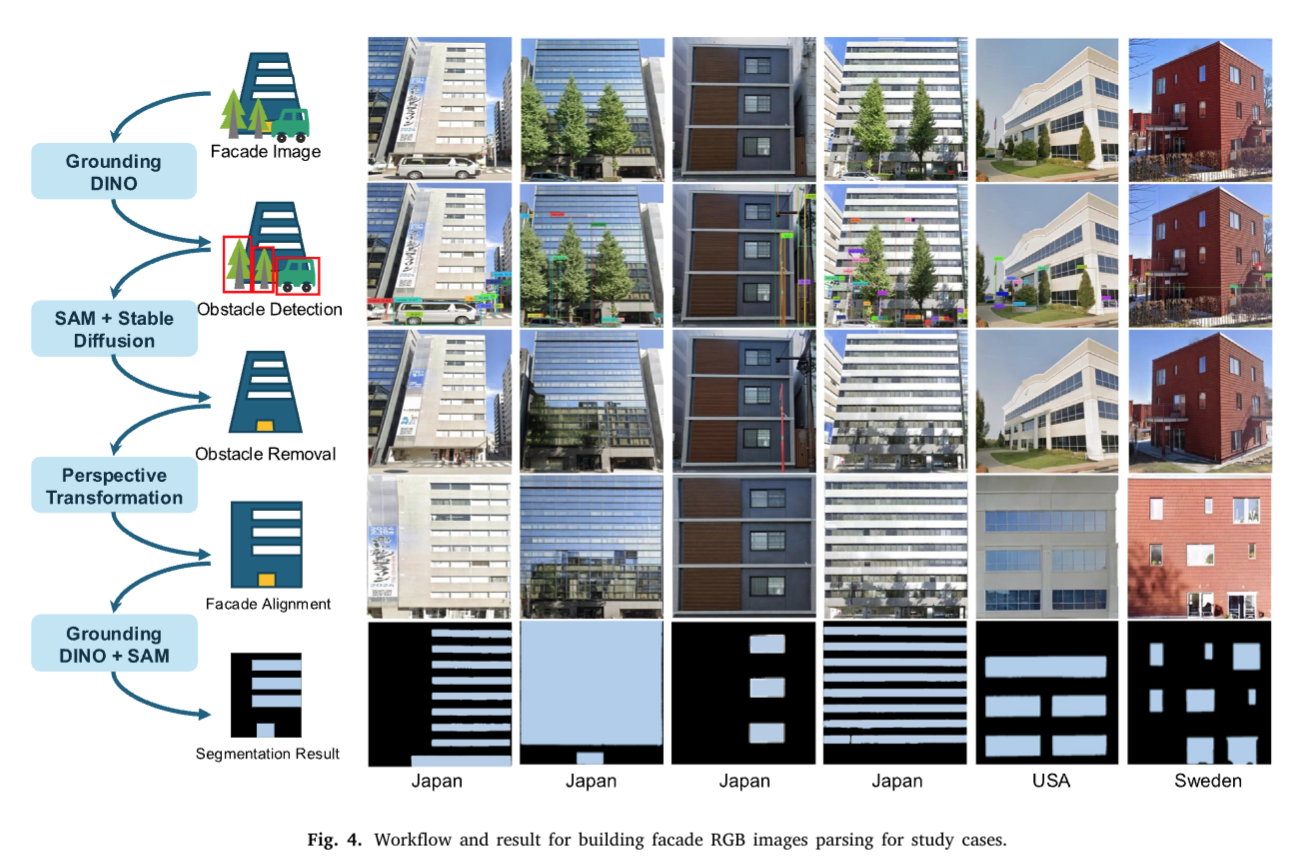 Facade Image
Grounding
DINO
Obstacle Detection
SAM + Stable
Diffusion
Obstacle Removal
Perspective
Transformation
Facade Alignment
Grounding
DINO + SAM
Segmentation Result
Japan
Japan
Japan
Japan
USA
Sweden
Fig. 4. Workflow and result for building facade RGB images parsing for study cases.